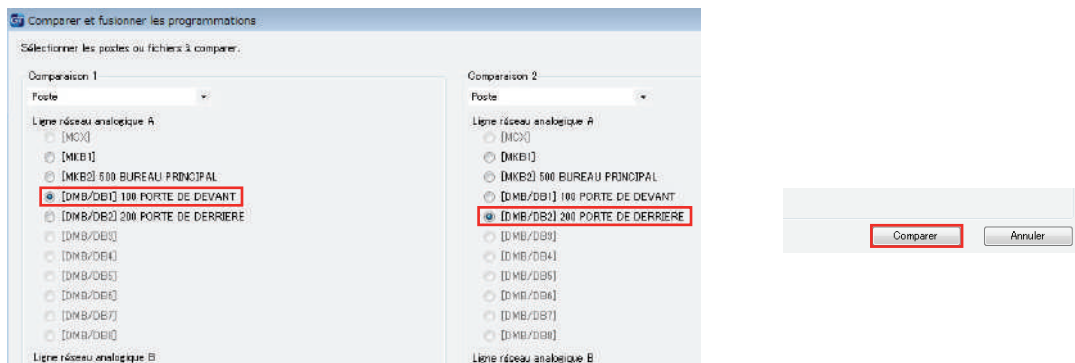 Comparer et fusionner les programmations
Sélectionner les postes ou fichiers à comparer.
Comparaison 1
Poste
Ligne réseau analogique A
[MCX]
[MKB1]
[MKB2] 500 BUREAU PRINCIPAL
[DMB/DB1] 100 PORTE DE DEVANT
[DMB/DB2] 200 PORTE DE DERRIERE
[DMB/DB3]
[DMB/DB4]
[DMB/DB5]
[DMB/DB6]
[DMB/DB7]
[DMB/DB8]
Ligne réseau analogique B
Comparaison 2
Poste
Ligne réseau analogique A
[MCX]
[MKB1]
[MKB2] 500 BUREAU PRINCIPAL
[DMB/DB1] 100 PORTE DE DEVANT
[DMB/DB2] 200 PORTE DE DERRIERE
[DMB/DB3]
[DMB/DB4]
[DMB/DB5]
[DMB/DB6]
[DMB/DB7]
[DMB/DB8]
Ligne réseau analogique B
Comparer
Annuler